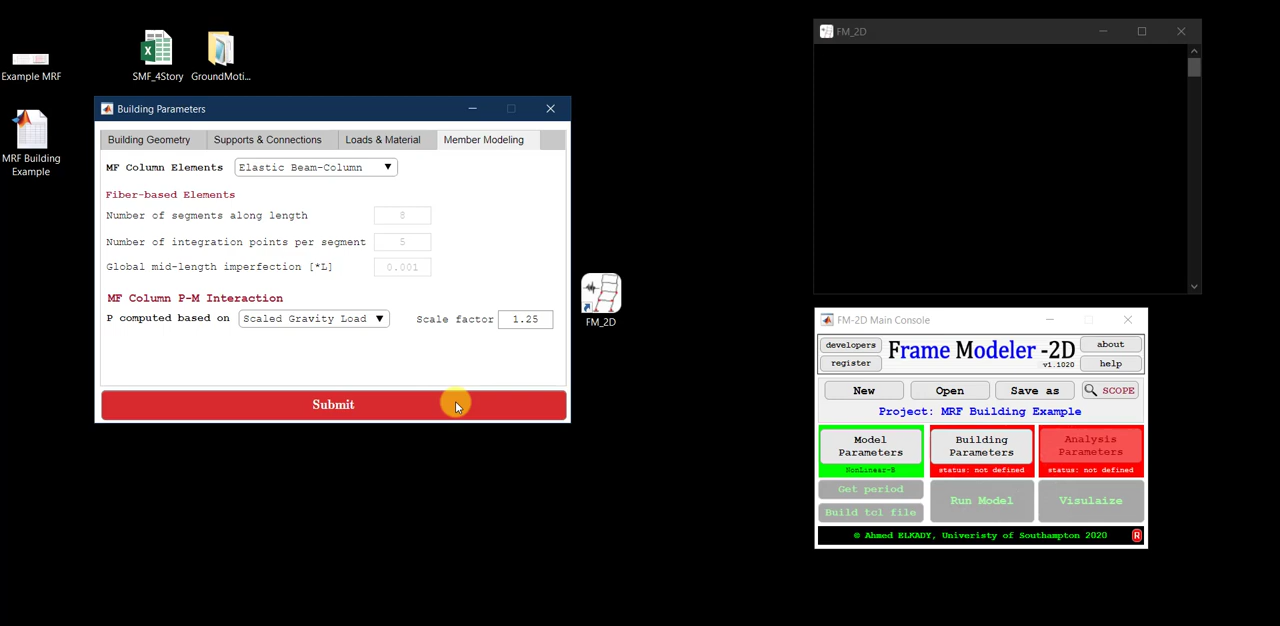 Example MRF
SMF_4Story
GroundMoti...
MRF Building
Example
Building Parameters
Building Geometry
Supports & Connections
Loads & Material
Member Modeling
MF Column Elements Elastic Beam-Column
Fiber-based Elements
Number of segments along length 8
Number of integration points per segment 5
Global mid-length imperfection [*L] 0.001
MF Column P-M Interaction
P computed based on Scaled Gravity Load Scale factor 1.25
Submit
FM_2D
FM_2D
FM-2D Main Console
developers
register
Frame Modeler -2D
v1.1020
about
help
New
Open
Save as
SCOPE
Project: MRF Building Example
Model
Parameters
NonLinear-B
Building
Parameters
status: not defined
Analysis
Parameters
status: not defined
Get period
Build tcl file
Run Model
Visulaize
© Ahmed ELKADY, Univeristy of Southampton 2020
R